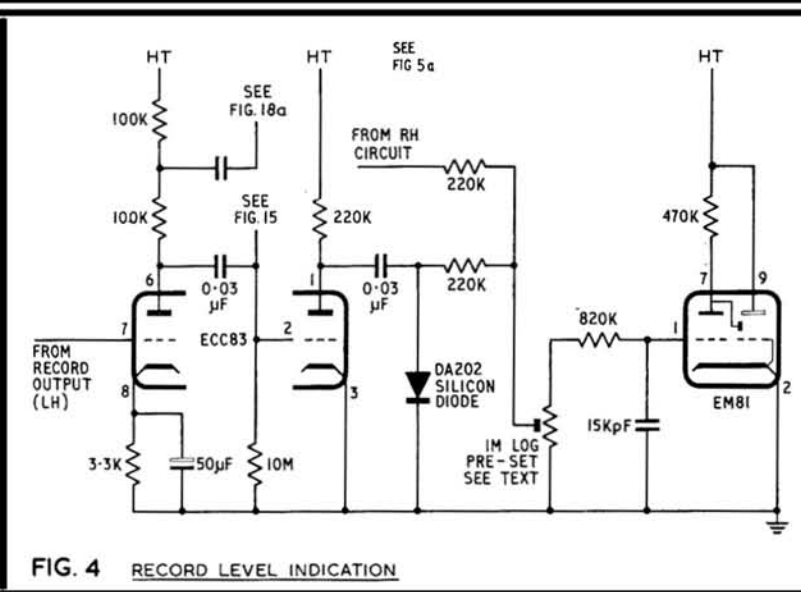 HT
HT
SEE
FIG 5a
HT
SEE
FIG. 18a
100K
FROM RH
CIRCUIT
220K
SEE
FIG. 15
100K
220K
470K
6
0·03
µF
1
0·03
µF
220K
7
9
820K
7
ECC83
2
1
FROM
RECORD
OUTPUT
(LH)
8
3
DA202
SILICON
DIODE
2
EM81
3·3K
50µF
10M
1M LOG
PRE-SET
SEE TEXT
15KpF
FIG. 4 RECORD LEVEL INDICATION